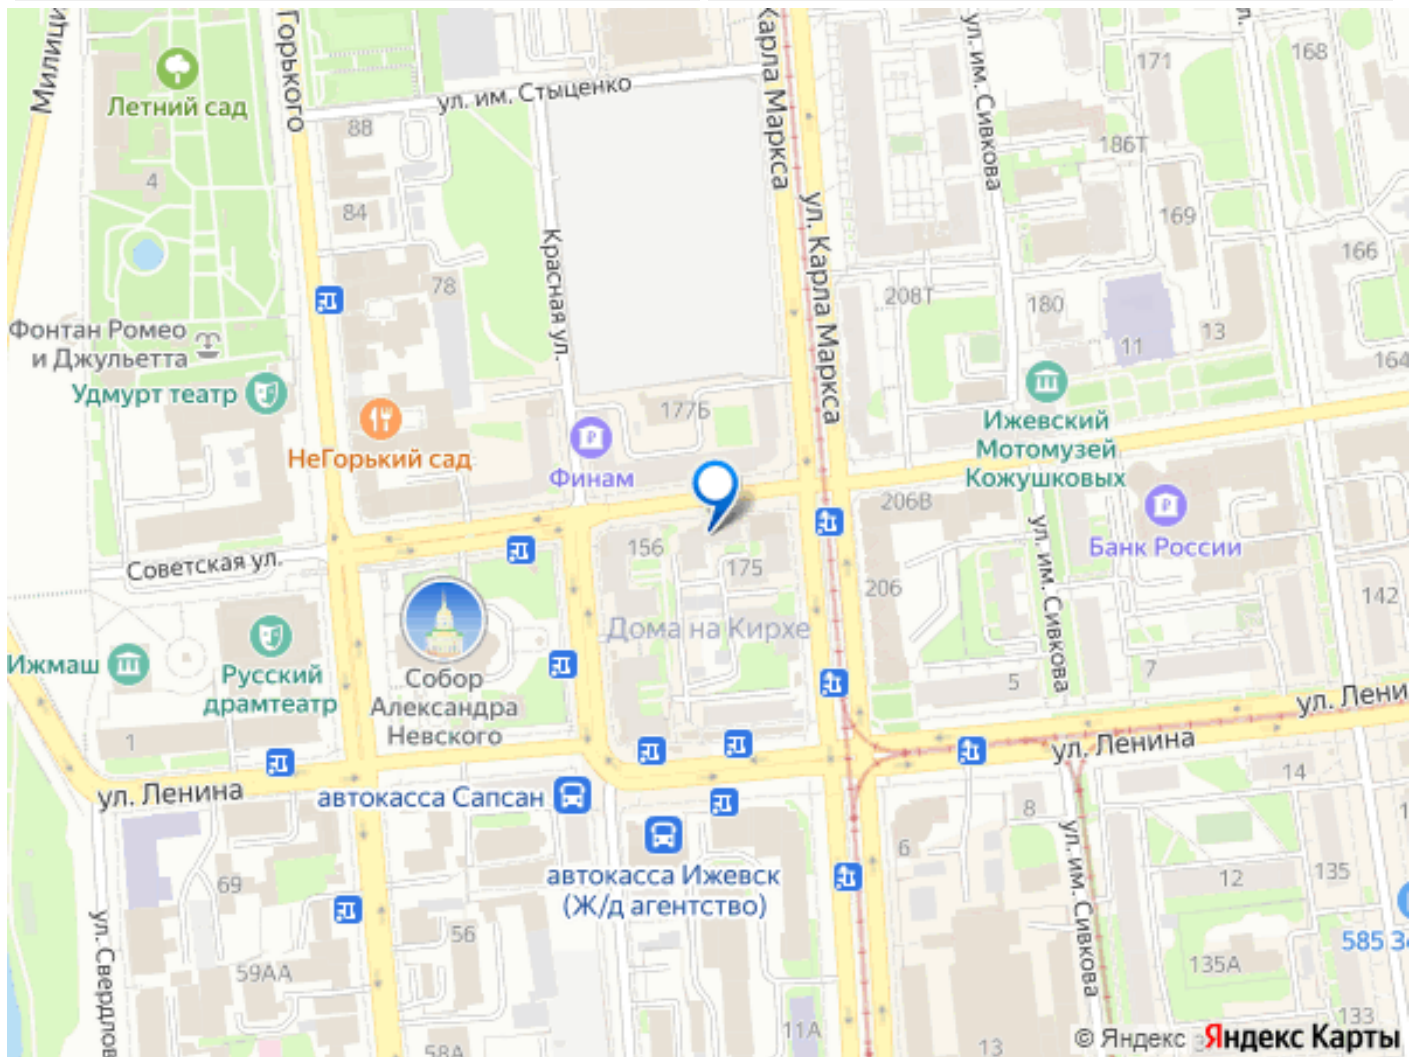 Милици
Горького
Карла Маркса
ул. им. Сивкова
л.
171
168
Летний сад
ул. им. Стыценко
88
186Т
4
84
169
166
ул. Карла Маркса
Красная ул.
78
208Т
180
13
11
164
Фонтан Ромео
и Джульетта
Удмурт театр
177Б
Ижевский
Мотомузей
Кожушковых
НеГорький сад
Финам
206В
Банк России
156
175
206
ул. им. Сивкова
142
Советская ул.
Дома на Кирхе
Ижмаш
Русский
драмтеатр
Собор
Александра
Невского
5
7
ул. Лени
1
ул. Ленина
ул. Ленина
14
автокасса Сапсан
8
6
ул. им. Сивкова
автокасса Ижевск
(Ж/д агентство)
69
12
135
56
ул. Свердлов
585 З
59АА
135А
11А
133
58А
13
3
© Яндекс Яндекс Карты